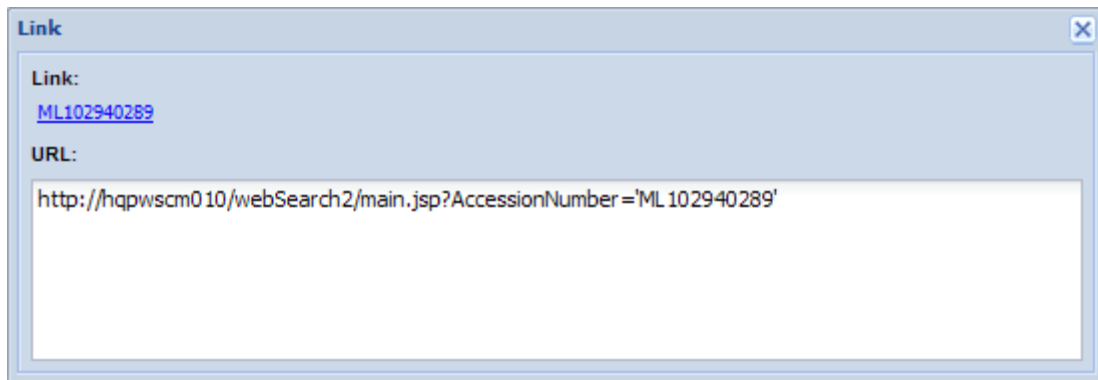 Link
Link:
ML102940289
URL:
http://hqpwscm010/webSearch2/main.jsp?AccessionNumber='ML102940289'